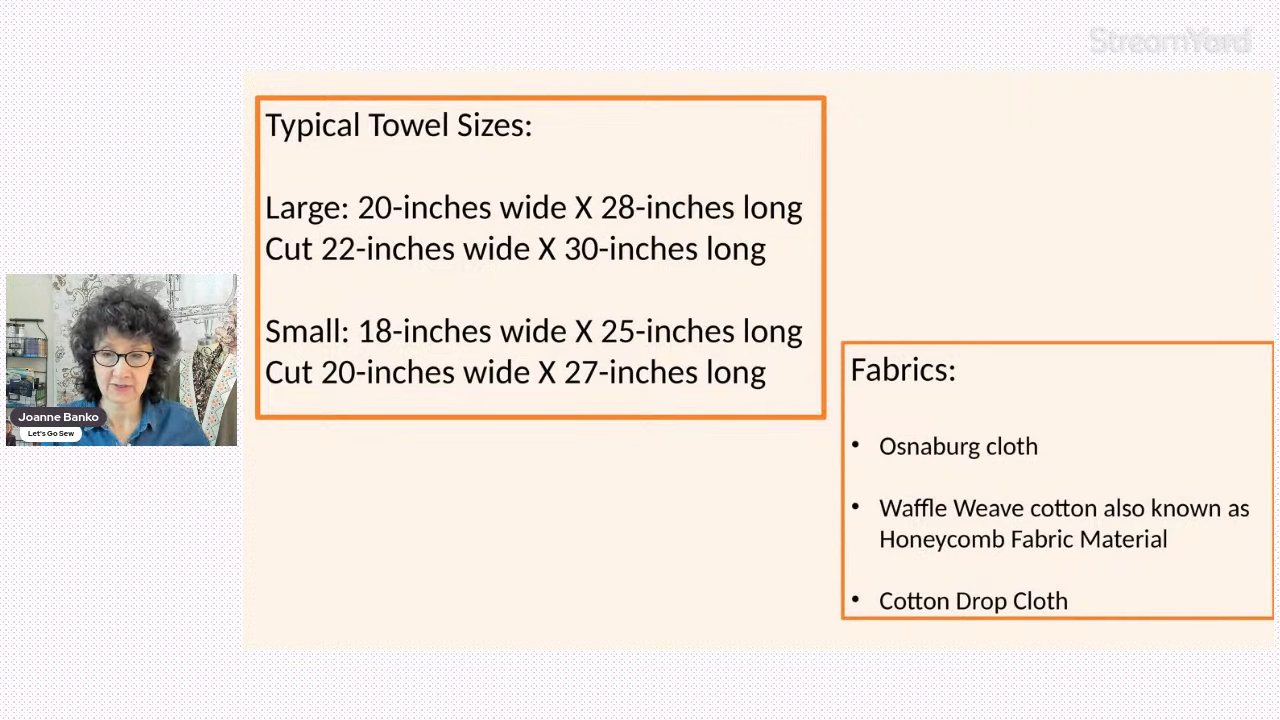 StreamYard
Typical Towel Sizes:
Large: 20-inches wide X 28-inches long
Cut 22-inches wide X 30-inches long
Small: 18-inches wide X 25-inches long
Cut 20-inches wide X 27-inches long
Fabrics:
• Osnaburg cloth
• Waffle Weave cotton also known as
Honeycomb Fabric Material
• Cotton Drop Cloth
Joanne Banko
Let's Go Sew